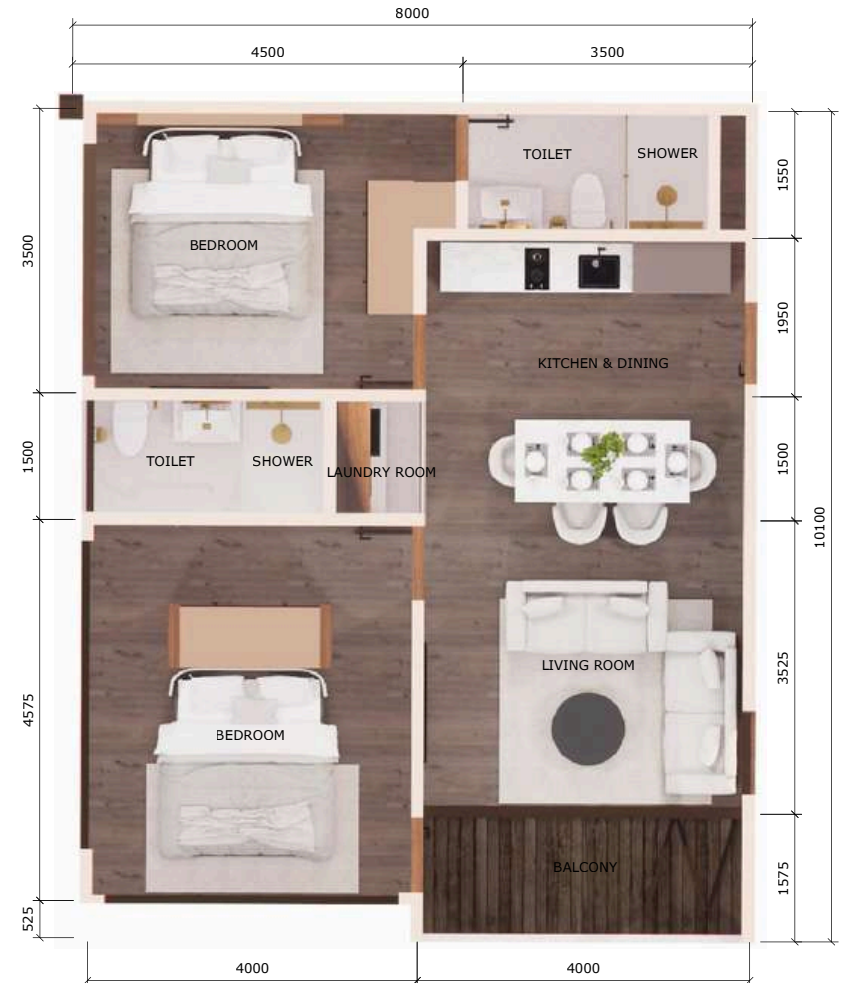 8000
4500
3500
TOILET
SHOWER
1550
3500
BEDROOM
1950
KITCHEN & DINING
1500
TOILET
SHOWER
LAUNDRY ROOM
1500
10100
LIVING ROOM
3525
4575
BEDROOM
BALCONY
1575
525
4000
4000